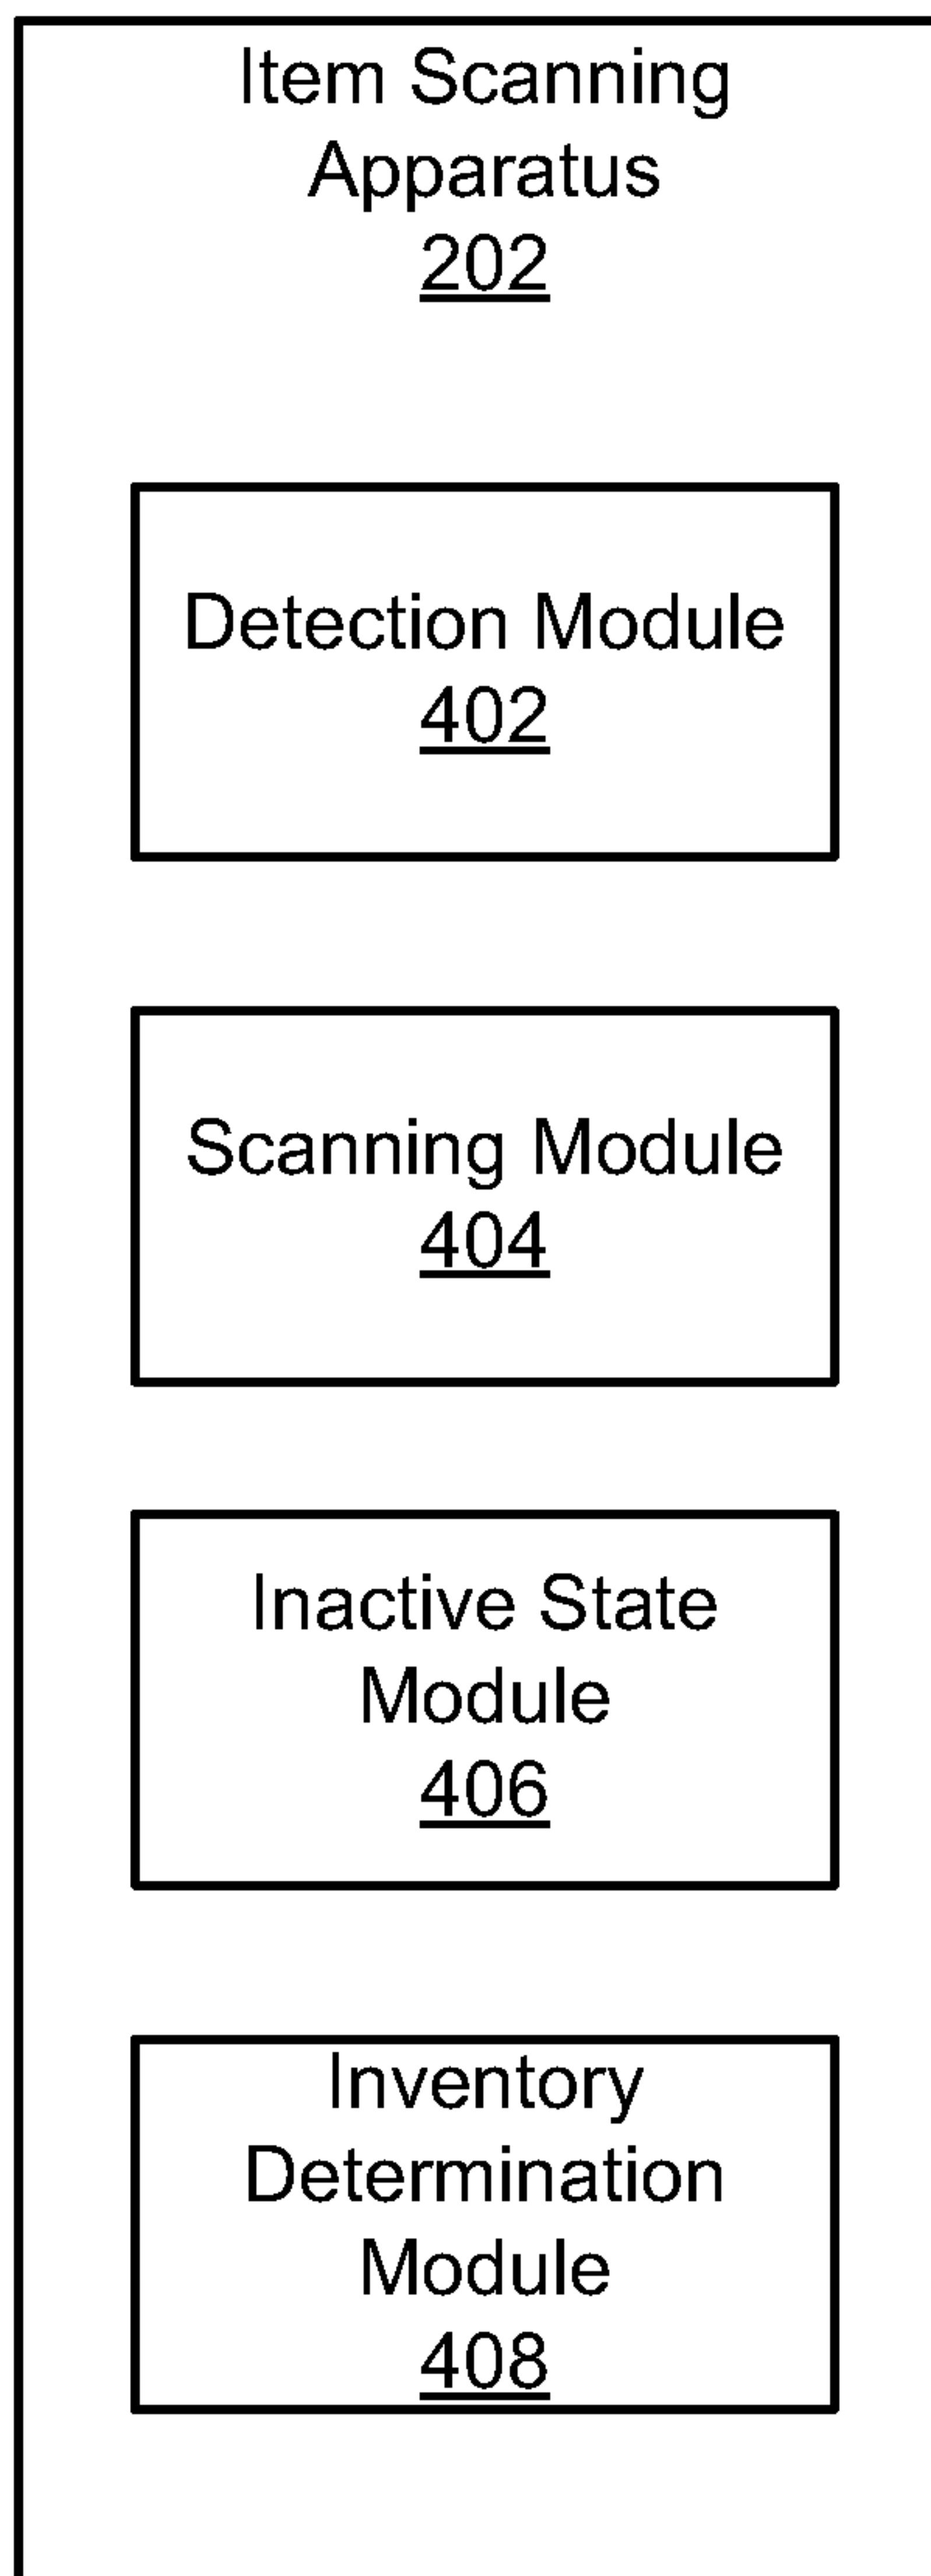 Item Scanning
Apparatus
202
Detection Module
402
Scanning Module
404
Inactive State
Module
406
Inventory
Determination
Module
408